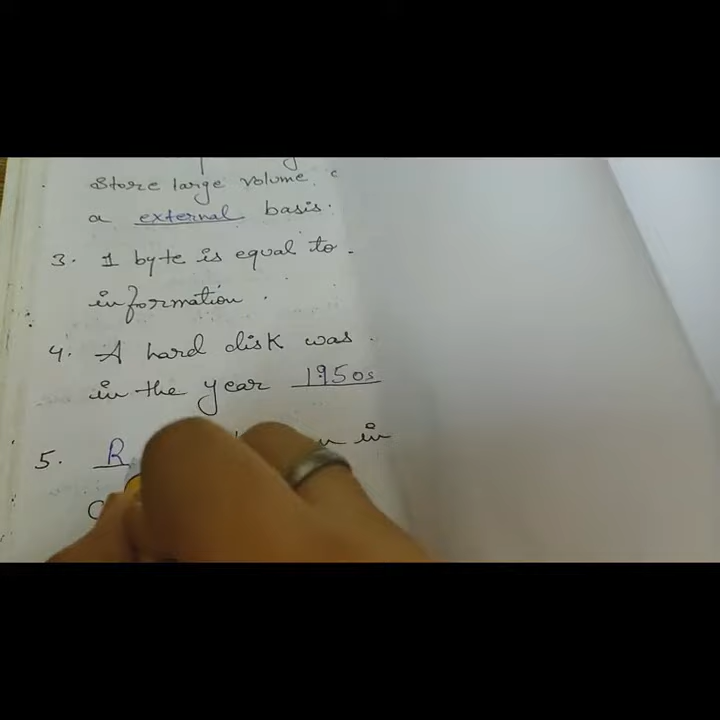 Store large volume
a external basis.
3. 1 byte is equal to
information .
4. A hard disk was
in the year 1950s
5. R in